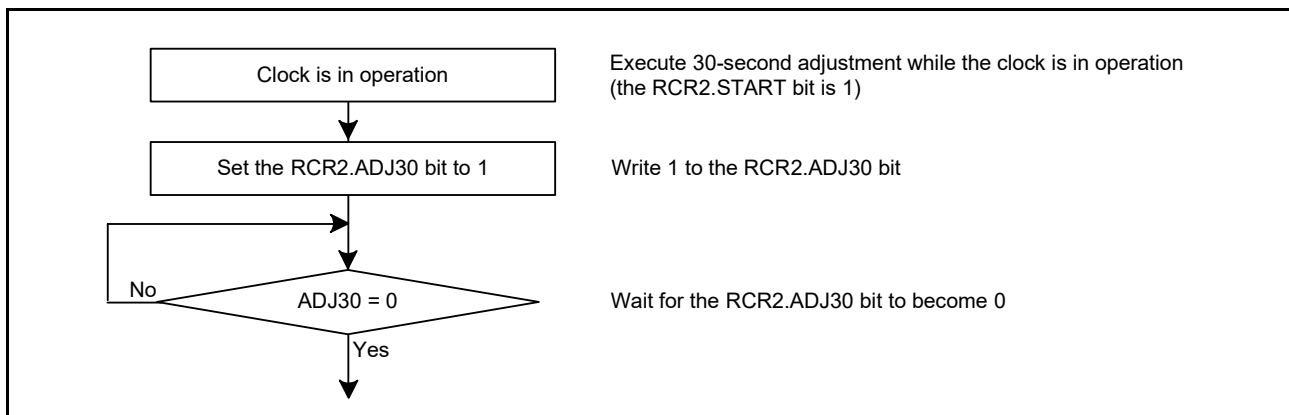 Clock is in operation
Execute 30-second adjustment while the clock is in operation
(the RCR2.START bit is 1)
Set the RCR2.ADJ30 bit to 1
Write 1 to the RCR2.ADJ30 bit
No
ADJ30 = 0
Wait for the RCR2.ADJ30 bit to become 0
Yes